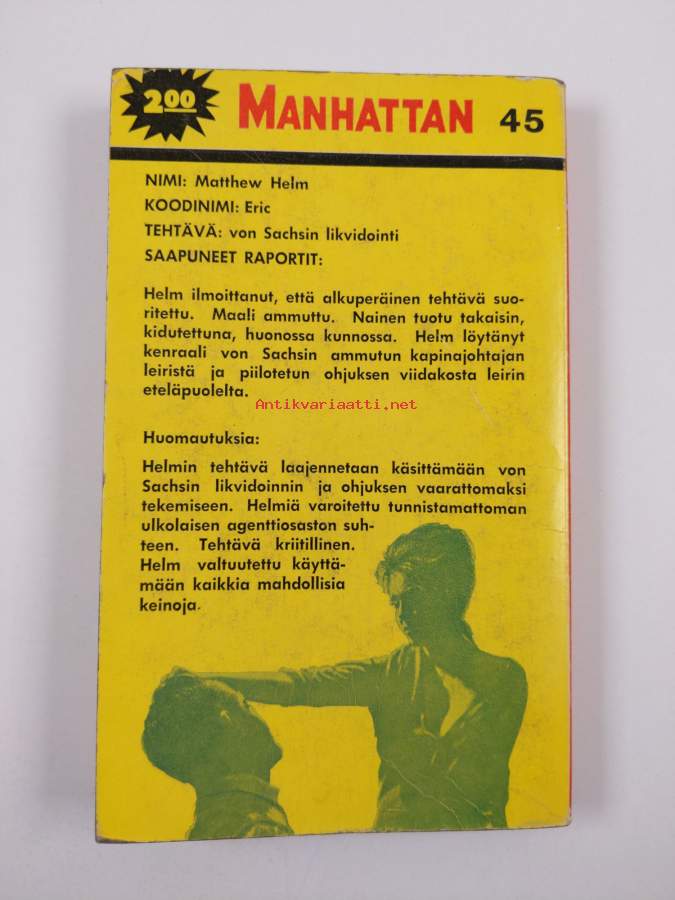 2.00 MANHATTAN 45
NIMI: Matthew Helm
KOODINIMI: Eric
TEHTÄVÄ: von Sachsin likvidointi
SAAPUNEET RAPORTIT:
Helm ilmoittanut, että alkuperäinen tehtävä suo-
ritettu. Maali ammuttu. Nainen tuotu takaisin,
kidutettuna, huonossa kunnossa. Helm löytänyt
kenraali von Sachsin ammutun kapinajohtajan
leiristä ja piilotetun ohjuksen viidakosta leirin
eteläpuolelta.
Antikvariaatti.net
Huomautuksia:
Helmin tehtävä laajennetaan käsittämään von
Sachsin likvidoinnin ja ohjuksen vaarattomaksi
tekemiseen. Helmiä varoitettu tunnistamattoman
ulkolaisen agenttiosaston suh-
teen. Tehtävä kriitillinen.
Helm valtuutettu käyttä-
mään kaikkia mahdollisia
keinoja.